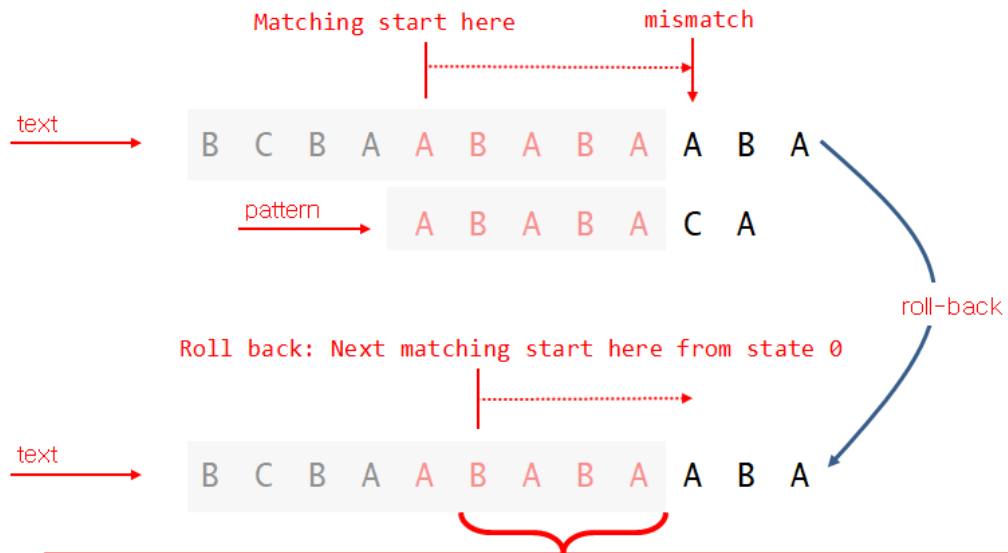 Matching start here
mismatch
text
B C B A A B A B A A B A
pattern
A B A B A C A
roll-back
Roll back: Next matching start here from state 0
text
B C B A A B A B A A B A